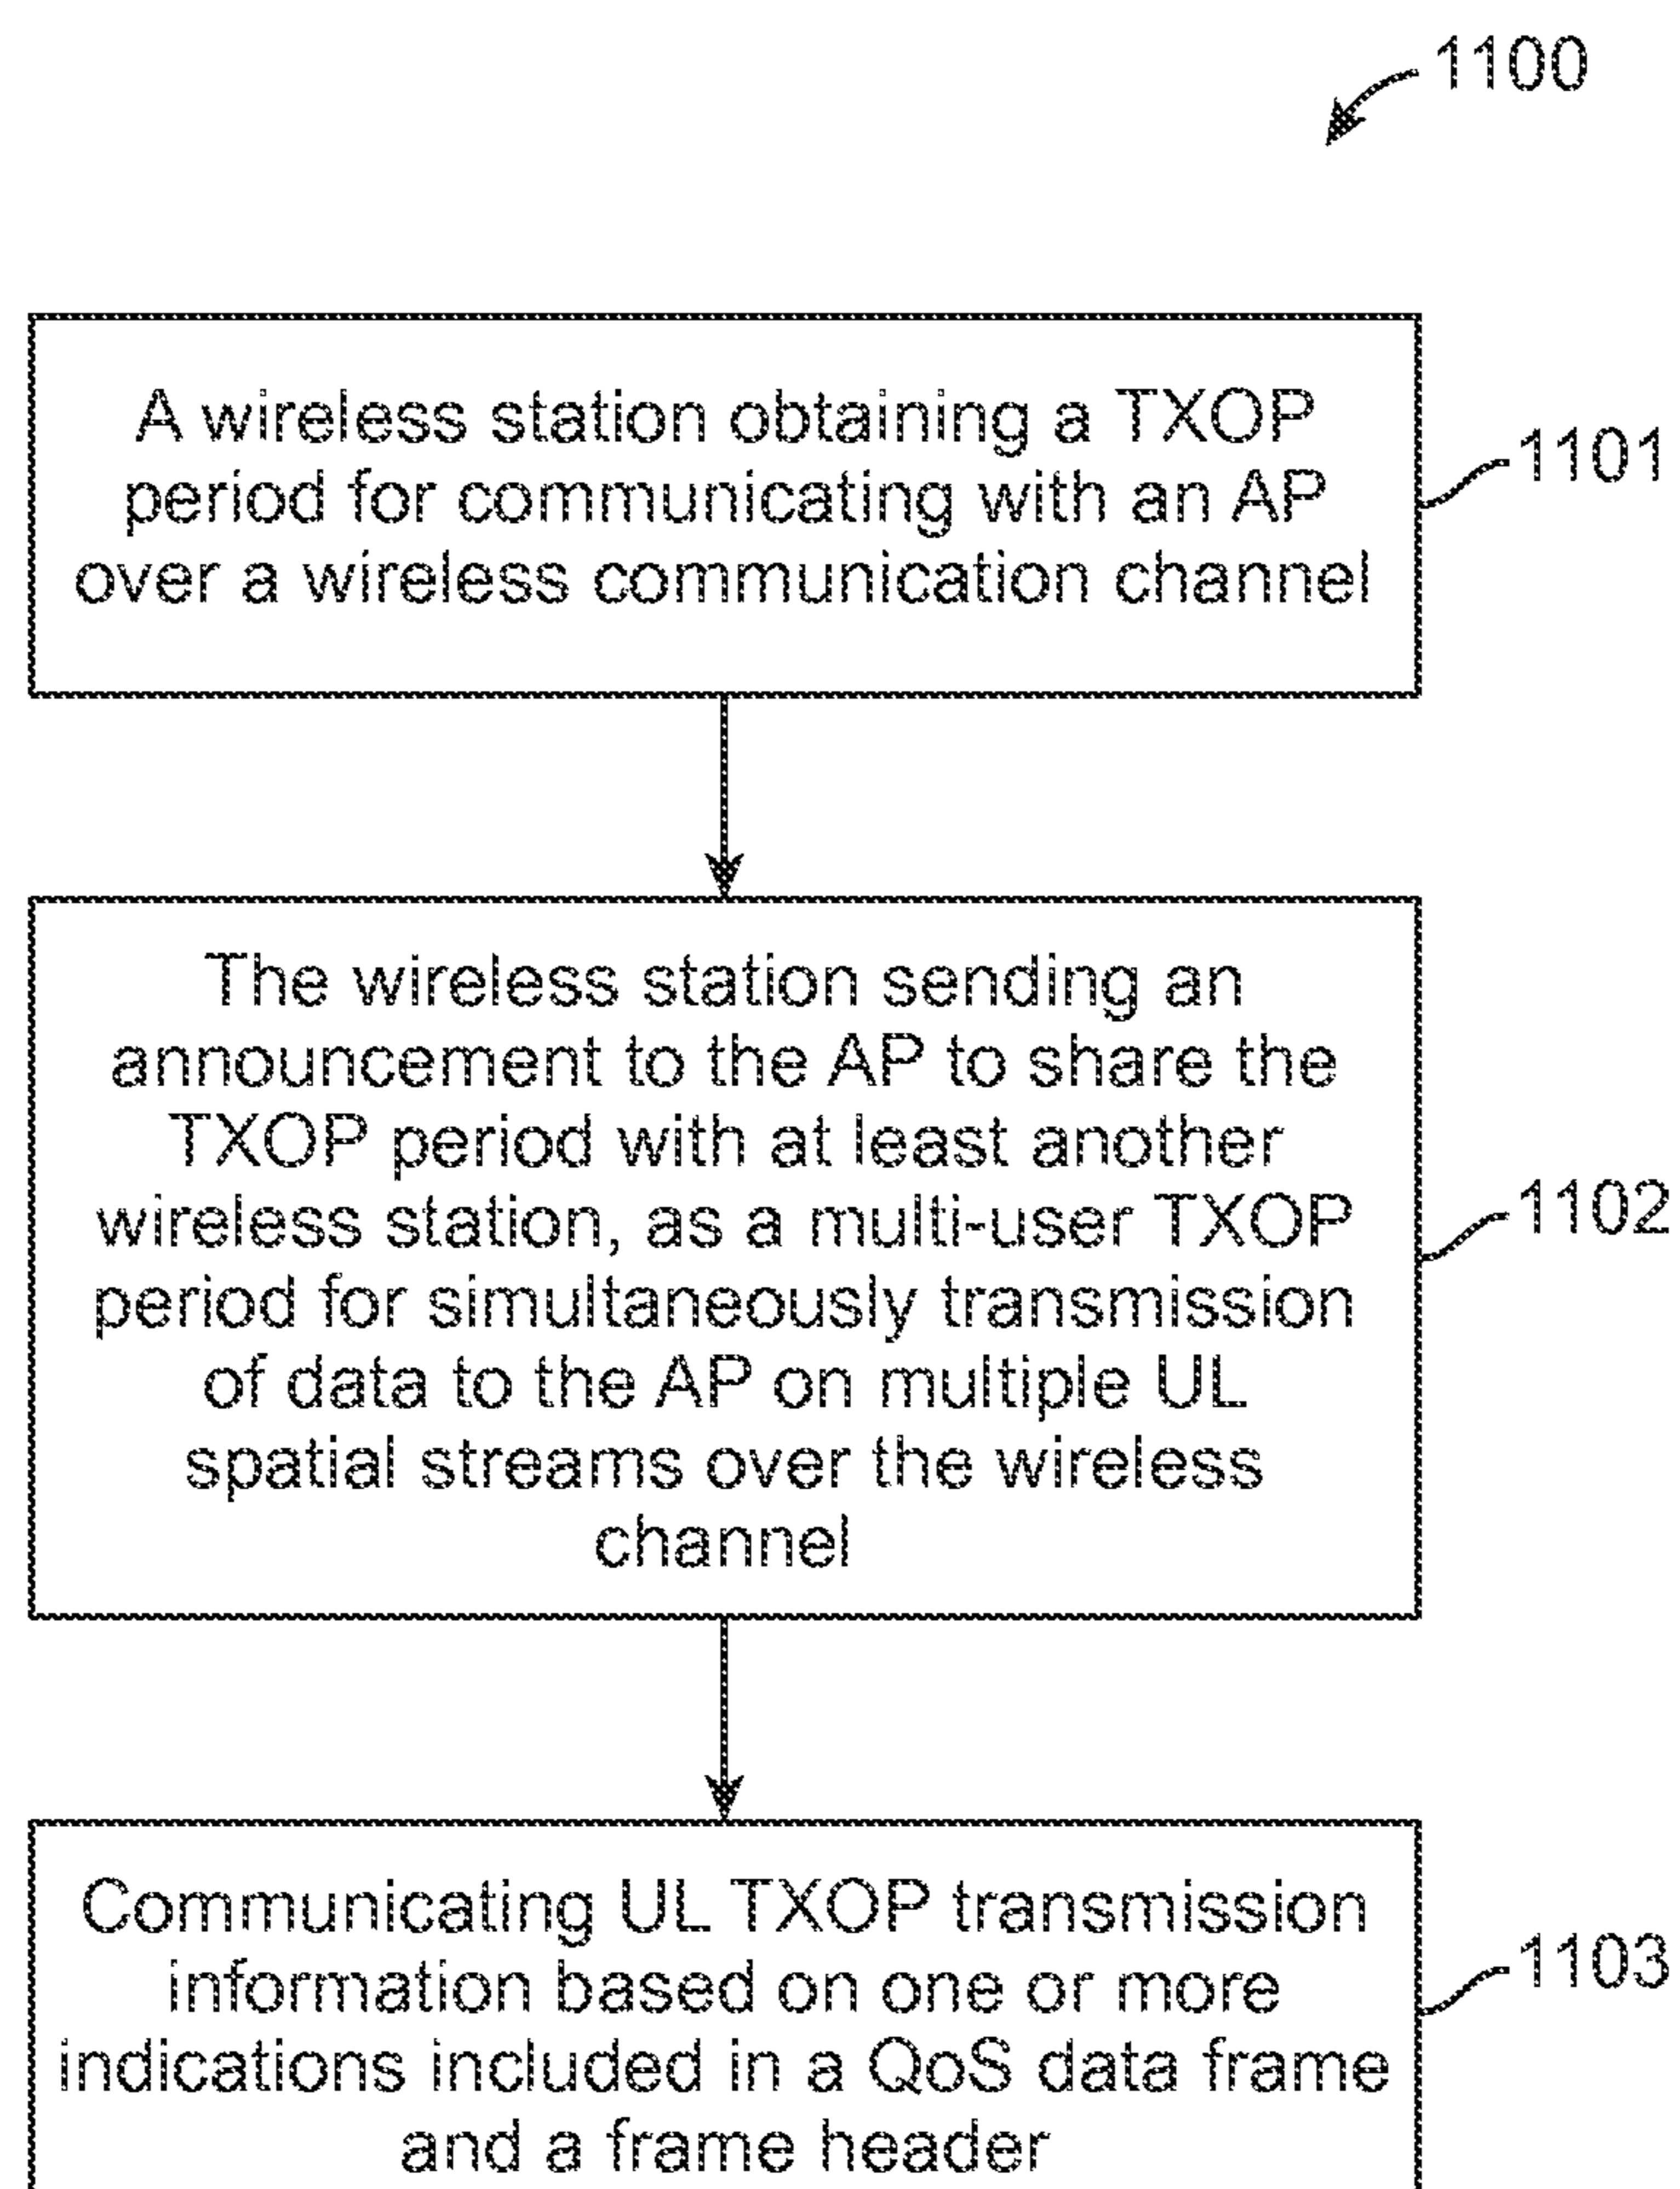 1100
A wireless station obtaining a TXOP
period for communicating with an AP
over a wireless communication channel
1101
The wireless station sending an
announcement to the AP to share the
TXOP period with at least another
wireless station, as a multi-user TXOP
period for simultaneously transmission
of data to the AP on multiple UL
spatial streams over the wireless
channel
1102
Communicating UL TXOP transmission
information based on one or more
indications included in a QoS data frame
and a frame header
1103